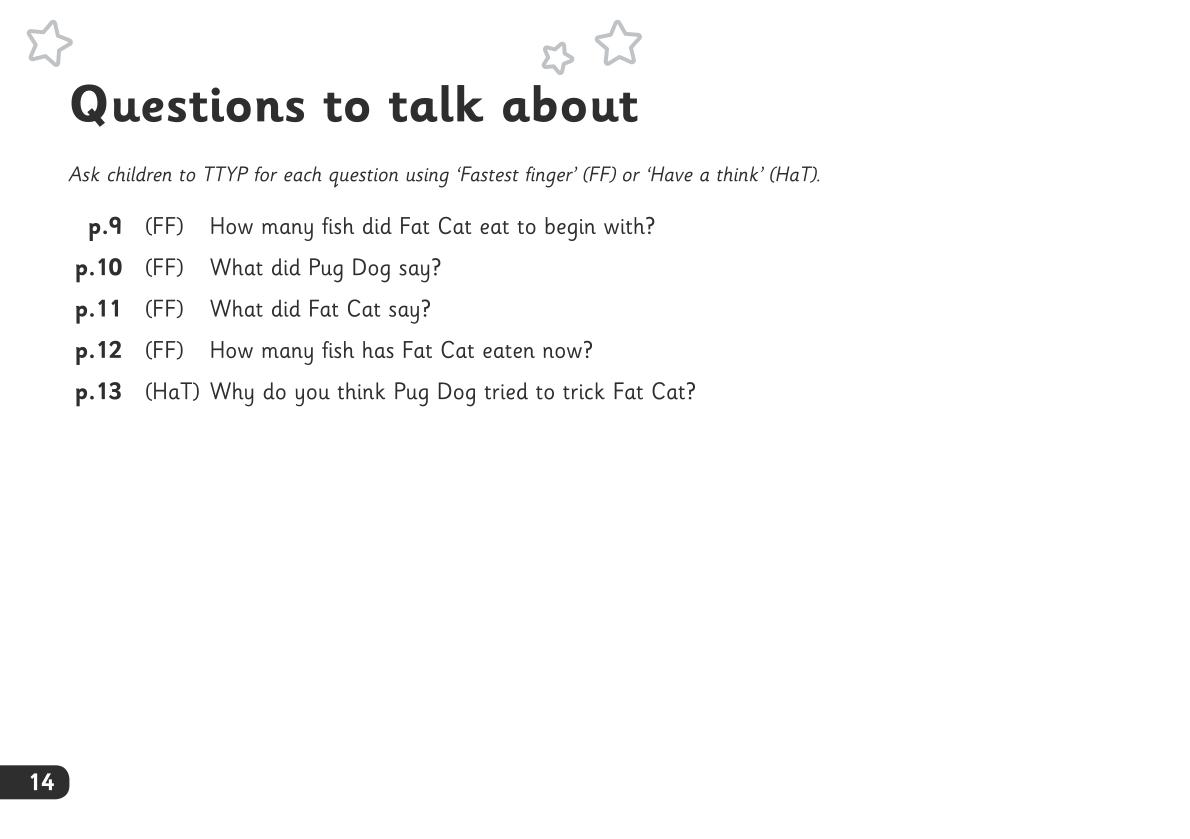 Questions to talk about
Ask children to TTYP for each question using ‘Fastest finger’ (FF) or ‘Have a think’ (HaT).
p.9 (FF) How many fish did Fat Cat eat to begin with?
p.10 (FF) What did Pug Dog say?
p.11 (FF) What did Fat Cat say?
p.12 (FF) How many fish has Fat Cat eaten now?
p.13 (HaT) Why do you think Pug Dog tried to trick Fat Cat?
14